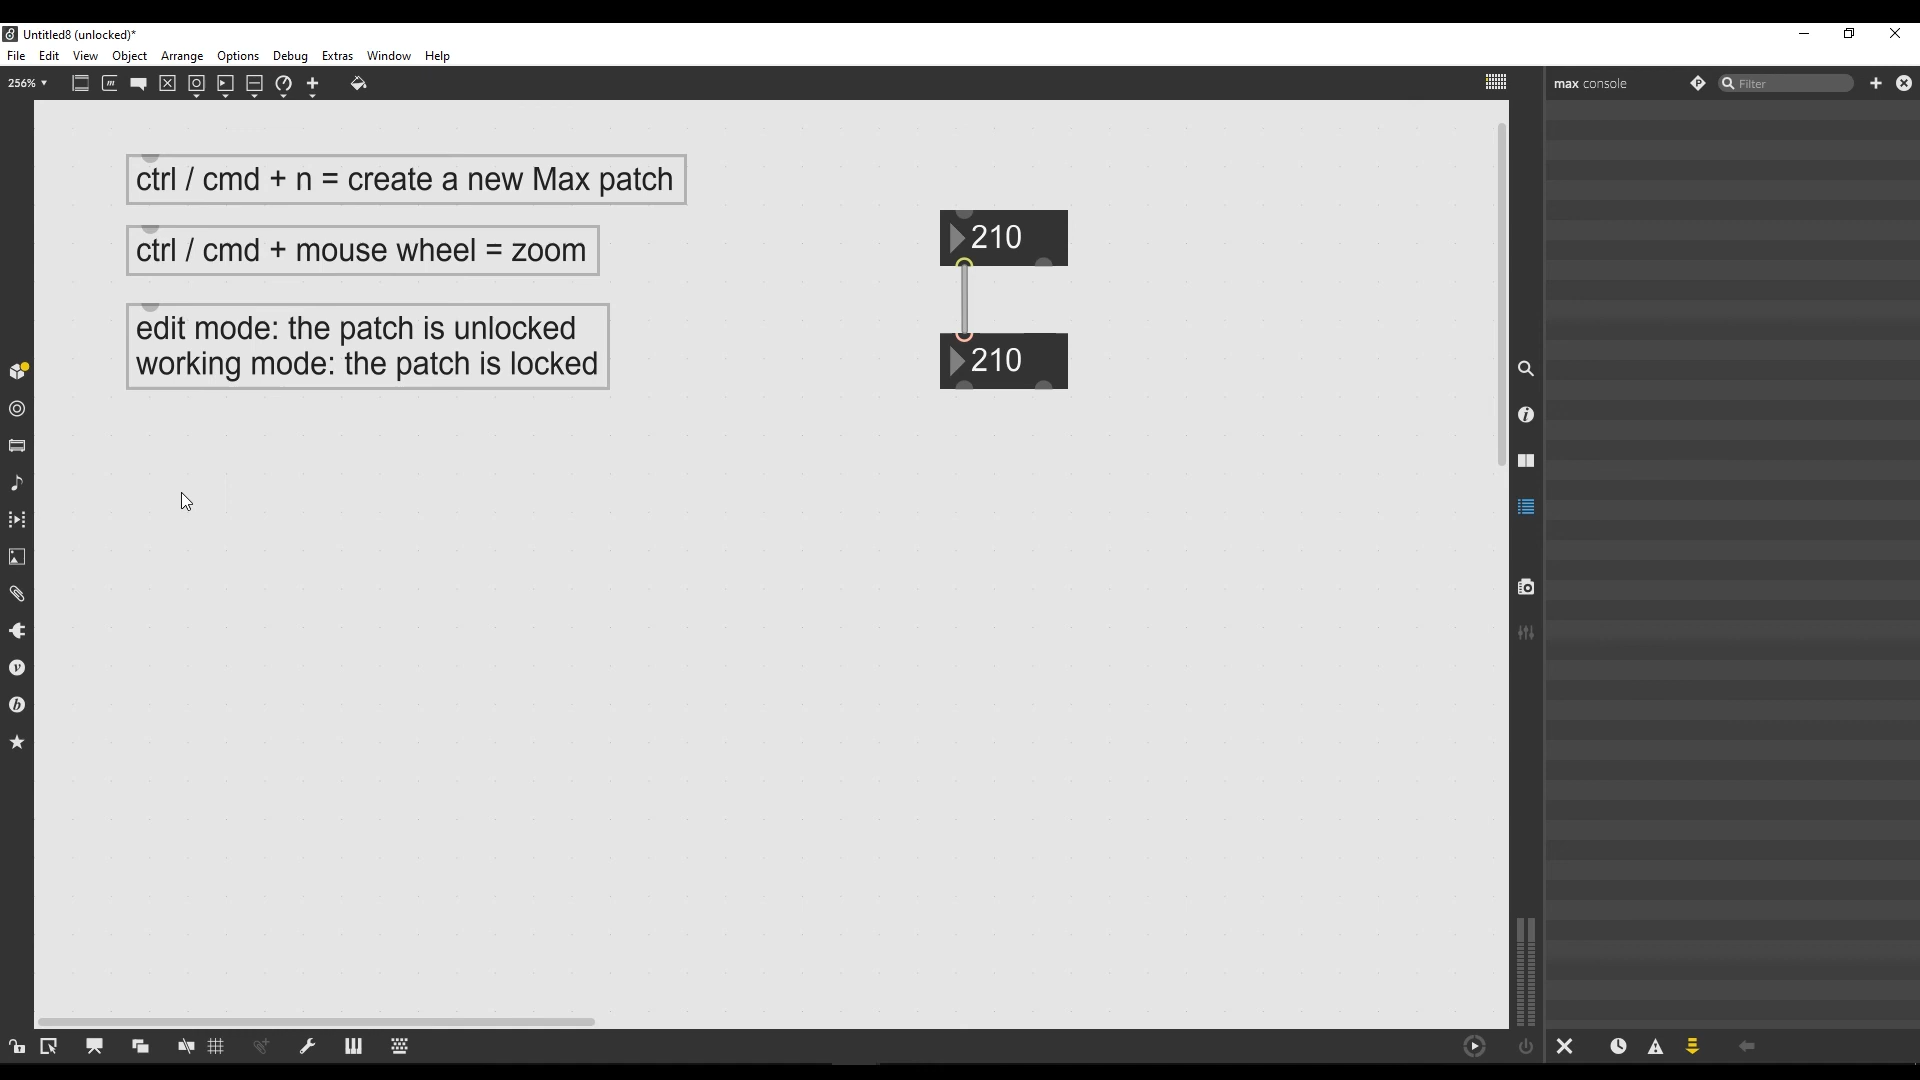 Untitled8 (unlocked)*
File Edit View Object Arrange Options Debug Extras Window Help
256%
max console
Filter
ctrl / cmd + n = create a new Max patch
ctrl / cmd + mouse wheel = zoom
edit mode: the patch is unlocked
working mode: the patch is locked
210
210